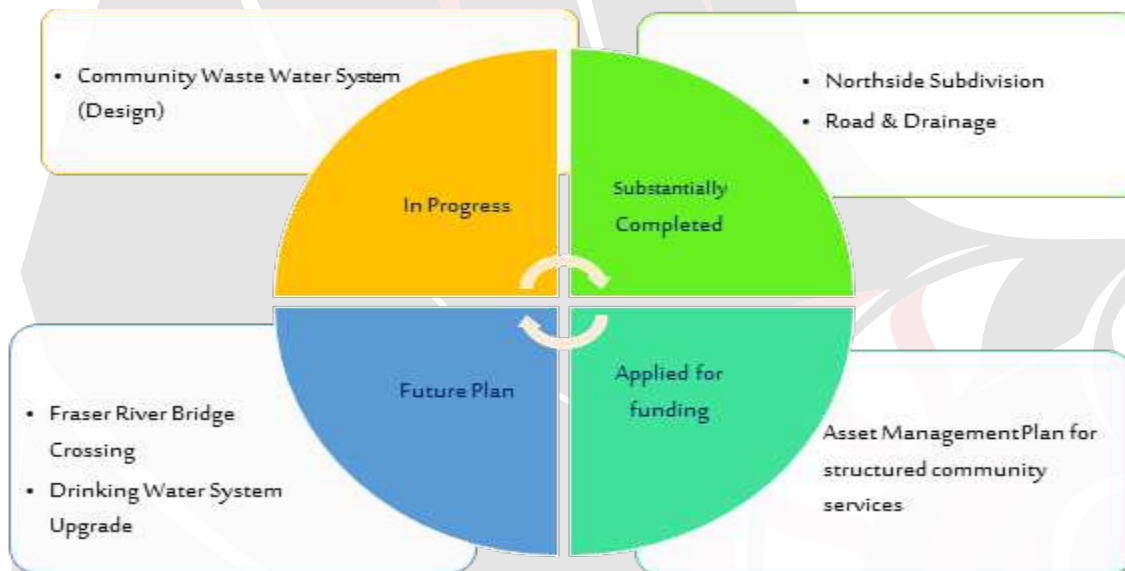 • Community Waste Water System
(Design)
In Progress
• Northside Subdivision
• Road & Drainage
Substantially
Completed
• Fraser River Bridge
Crossing
• Drinking Water System
Upgrade
Future Plan
Applied for
funding
Asset Management Plan for
structured community
services